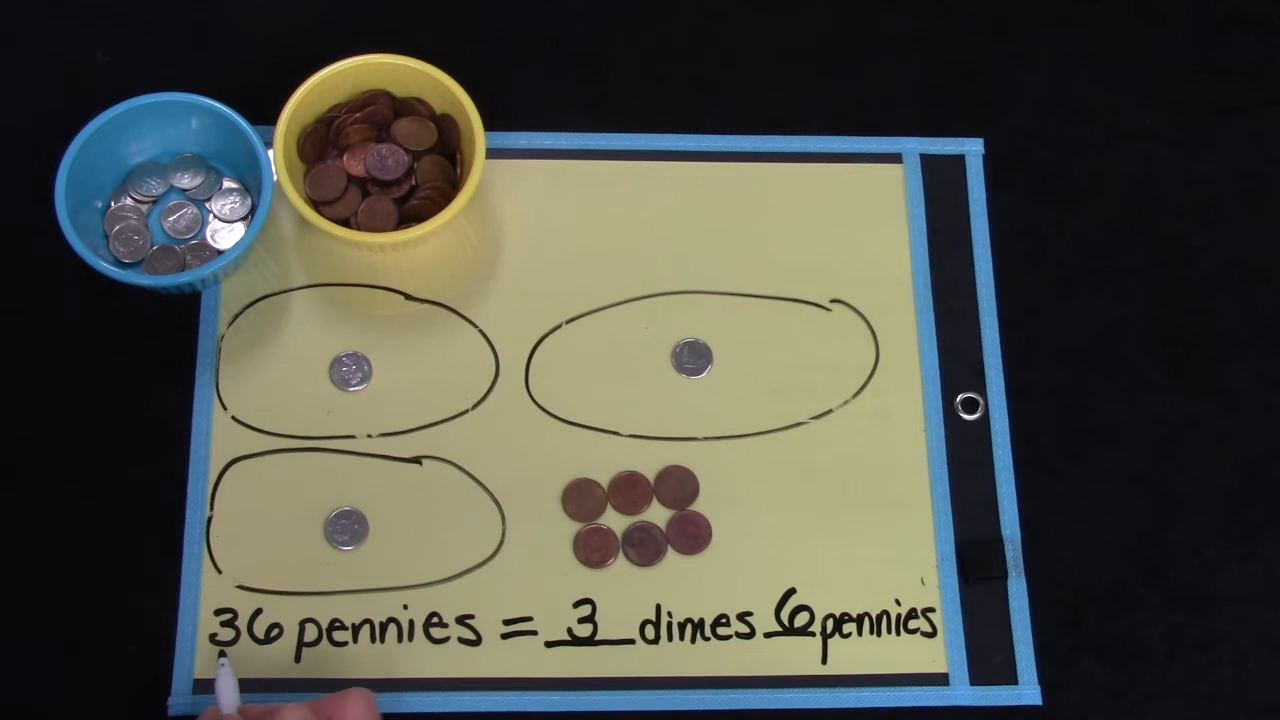 36 pennies = 3 dimes 6 pennies